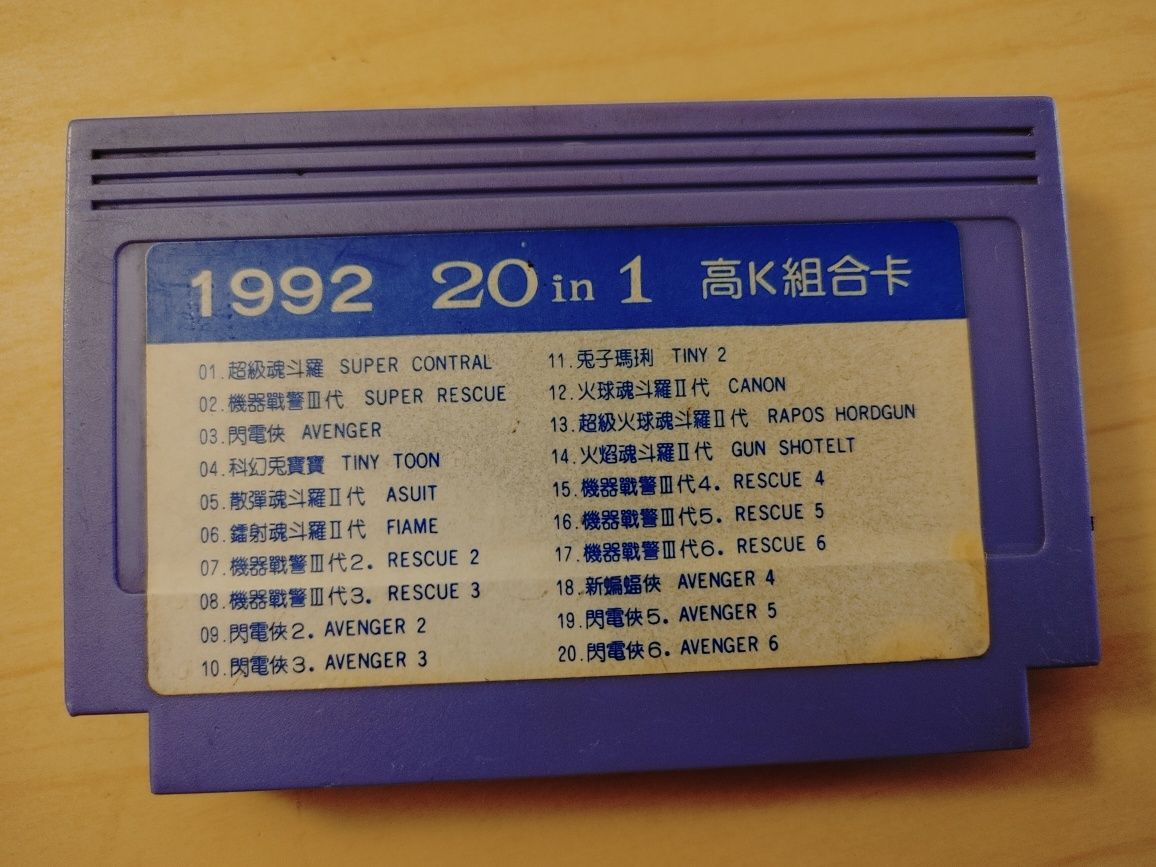 1992 20 in 1 高K組合卡
01.超級魂斗羅 SUPER CONTRAL
02.機器戰警Ⅲ代 SUPER RESCUE
03.閃電俠 AVENGER
04.科幻兎寶寶 TINY TOON
05.散彈魂斗羅Ⅱ代 ASUIT
06.鐳射魂斗羅Ⅱ代 FIAME
07.機器戰警Ⅲ代2. RESCUE 2
08.機器戰警Ⅲ代3. RESCUE 3
09.閃電俠2. AVENGER 2
10.閃電俠3. AVENGER 3
11.兎子瑪琍 TINY 2
12.火球魂斗羅Ⅱ代 CANON
13.超級火球魂斗羅Ⅱ代 RAPOS HORDGUN
14.火焰魂斗羅Ⅱ代 GUN SHOTELT
15.機器戰警Ⅲ代4. RESCUE 4
16.機器戰警Ⅲ代5. RESCUE 5
17.機器戰警Ⅲ代6. RESCUE 6
18.新蝙蝠俠 AVENGER 4
19.閃電俠5. AVENGER 5
20.閃電俠6. AVENGER 6